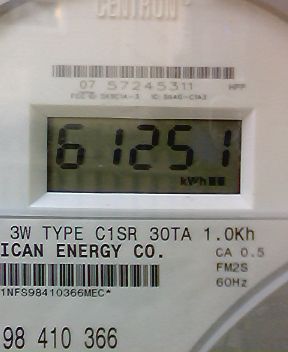 CENTRON
07 57245311 HPP
61251
kWh
3W TYPE C1SR 30TA 1.0Kh
ICAN ENERGY CO.
CA 0.5
FM2S
60Hz
1NFS98410366MEC*
98 410 366